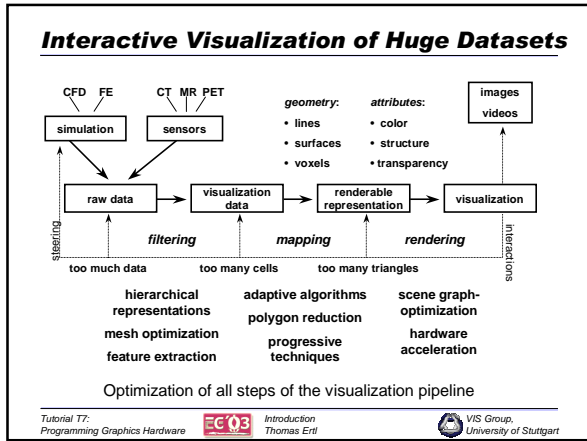 Interactive Visualization of Huge Datasets
CFD FE
CT MR PET
simulation
sensors
geometry:
• lines
• surfaces
• voxels
attributes:
• color
• structure
• transparency
images
videos
raw data
visualization
data
renderable
representation
visualization
steering
filtering
mapping
rendering
interactions
too much data
too many cells
too many triangles
hierarchical
representations
mesh optimization
feature extraction
adaptive algorithms
polygon reduction
progressive
techniques
scene graph-
optimization
hardware
acceleration
Optimization of all steps of the visualization pipeline
Tutorial T7:
Programming Graphics Hardware
EG'03
Introduction
Thomas Ertl
VIS Group,
University of Stuttgart